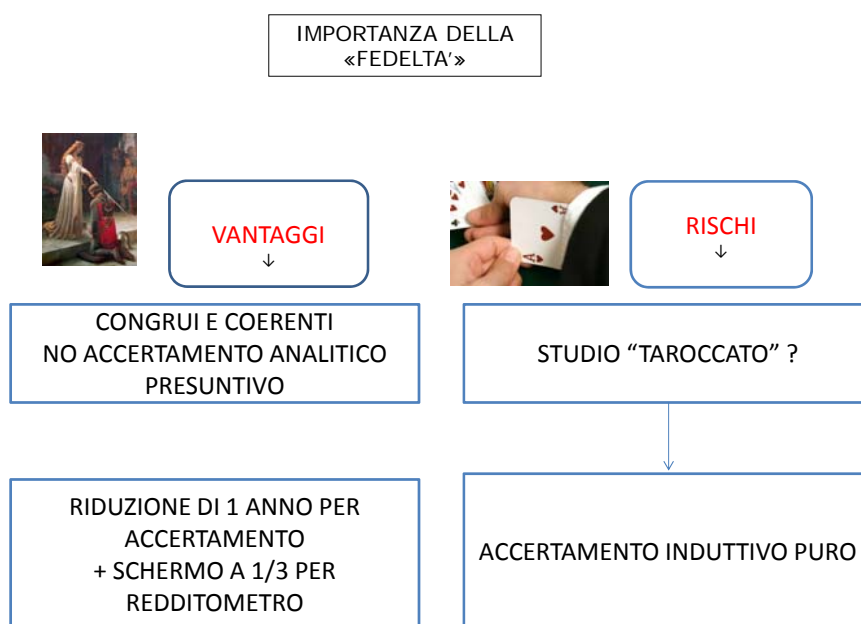 IMPORTANZA DELLA
«FEDELTA’»
VANTAGGI
↓
CONGRUI E COERENTI
NO ACCERTAMENTO ANALITICO
PRESUNTIVO
RIDUZIONE DI 1 ANNO PER
ACCERTAMENTO
+ SCHERMO A 1/3 PER
REDDITOMETRO
RISCHI
↓
STUDIO “TAROCCATO” ?
ACCERTAMENTO INDUTTIVO PURO